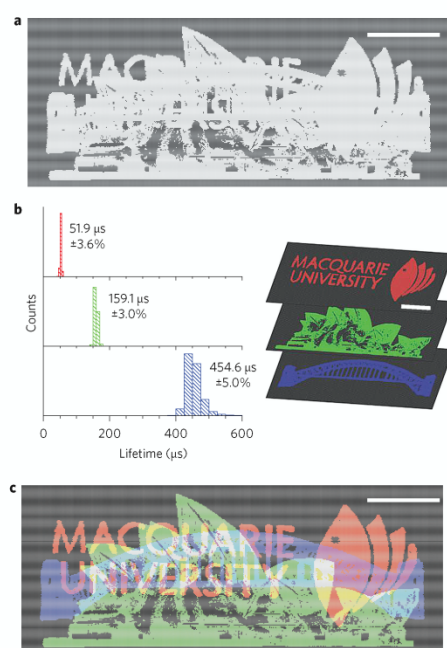 a
MACQUARIE
b
51.9 µs
±3.6%
159.1 µs
±3.0%
454.6 µs
±5.0%
Counts
0 200 400 600
Lifetime (µs)
MACQUARIE
UNIVERSITY
c
MACQUARIE
UNIVERSITY